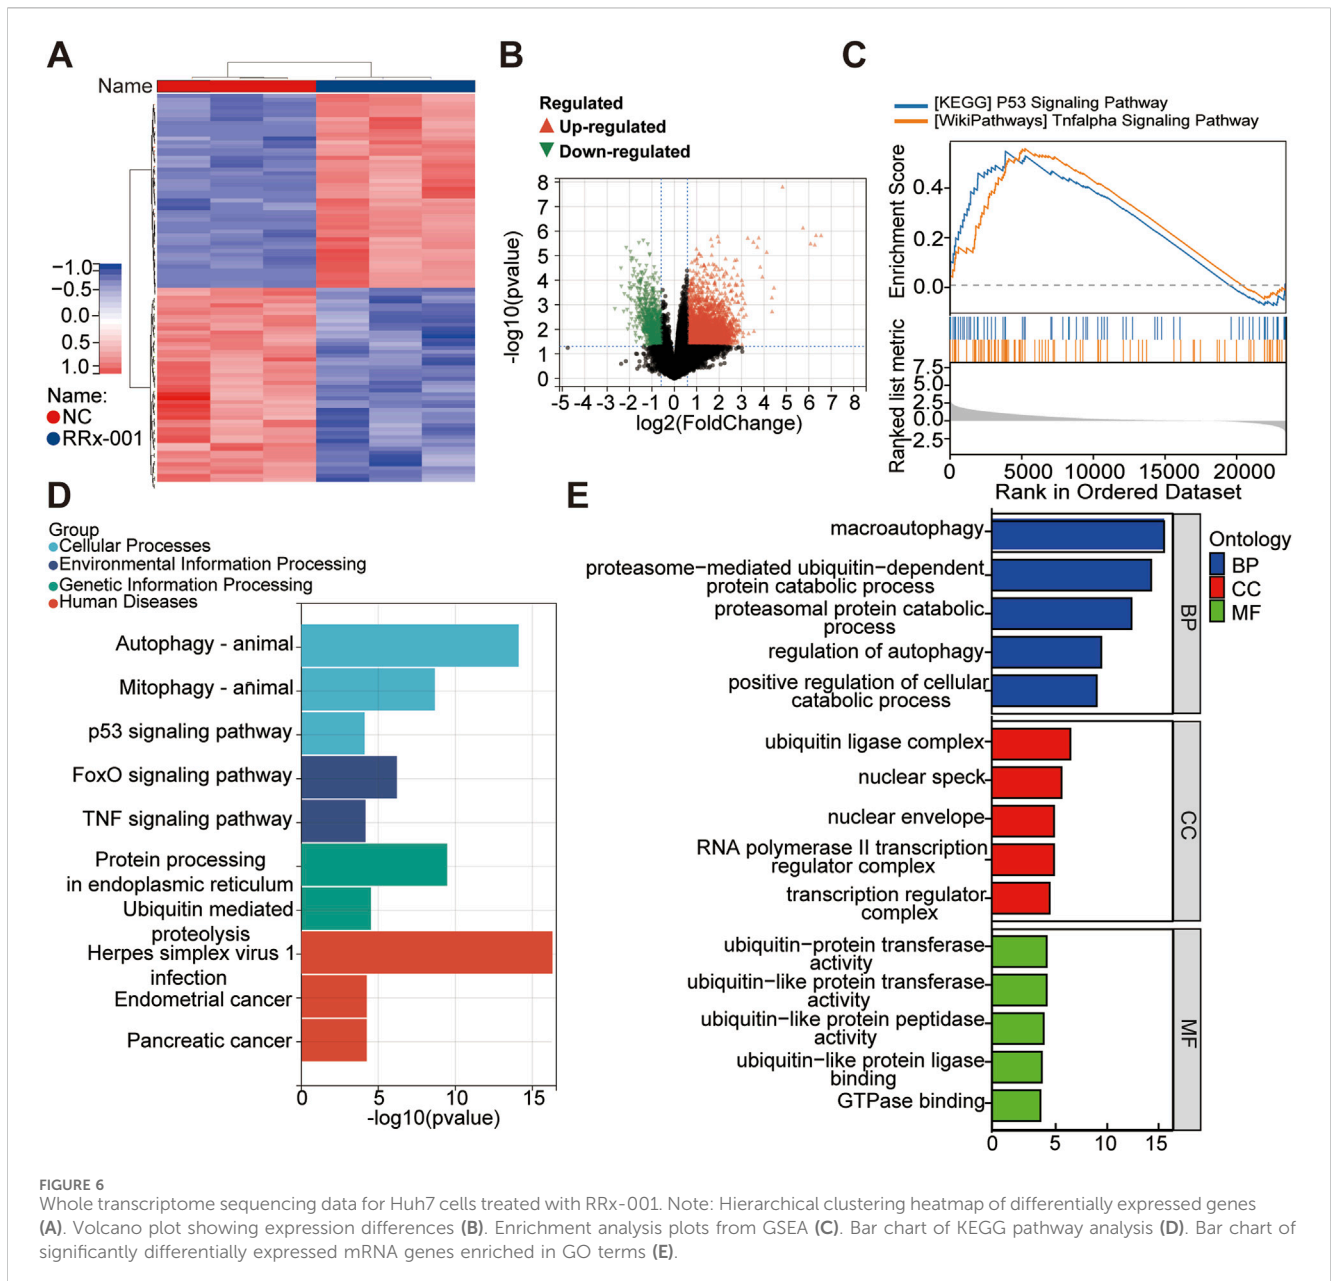 A
Name
−1.0
−0.5
0.0
0.5
1.0
Name:
NC
RRx-001
B
Regulated
Up-regulated
Down-regulated
8
7
6
5
4
3
2
1
0
-log10(pvalue)
-5 -4 -3 -2 -1 0 1 2 3 4 5 6 7 8
log2(FoldChange)
C
[KEGG] P53 Signaling Pathway
[WikiPathways] Tnfalpha Signaling Pathway
Enrichment Score
0.4
0.2
0.0
Ranked list metric
7.5
5.0
2.5
0.0
2.5
0 5000 10000 15000 20000
Rank in Ordered Dataset
D
Group
Cellular Processes
Environmental Information Processing
Genetic Information Processing
Human Diseases
Autophagy - animal
Mitophagy - animal
p53 signaling pathway
FoxO signaling pathway
TNF signaling pathway
Protein processing
in endoplasmic reticulum
Ubiquitin mediated
proteolysis
Herpes simplex virus 1
infection
Endometrial cancer
Pancreatic cancer
0 5 10 15
-log10(pvalue)
E
macroautophagy
proteasome−mediated ubiquitin−dependent
protein catabolic process
proteasomal protein catabolic
process
regulation of autophagy
positive regulation of cellular
catabolic process
BP
ubiquitin ligase complex
nuclear speck
nuclear envelope
RNA polymerase II transcription
regulator complex
transcription regulator
complex
CC
ubiquitin−protein transferase
activity
ubiquitin−like protein transferase
activity
ubiquitin−like protein peptidase
activity
ubiquitin−like protein ligase
binding
GTPase binding
MF
0 5 10 15
Ontology
BP
CC
MF
FIGURE 6
Whole transcriptome sequencing data for Huh7 cells treated with RRx-001. Note: Hierarchical clustering heatmap of differentially expressed genes
(A). Volcano plot showing expression differences (B). Enrichment analysis plots from GSEA (C). Bar chart of KEGG pathway analysis (D). Bar chart of
significantly differentially expressed mRNA genes enriched in GO terms (E).